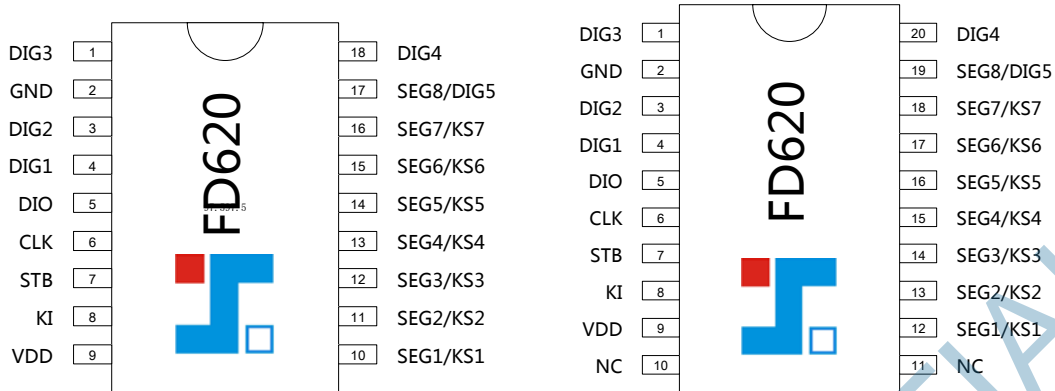 DIG3 1 18 DIG4
GND 2 17 SEG8/DIG5
DIG2 3 16 SEG7/KS7
DIG1 4 15 SEG6/KS6
DIO 5 14 SEG5/KS5
CLK 6 13 SEG4/KS4
STB 7 12 SEG3/KS3
KI 8 11 SEG2/KS2
VDD 9 10 SEG1/KS1
FD620
DIG3 1 20 DIG4
GND 2 19 SEG8/DIG5
DIG2 3 18 SEG7/KS7
DIG1 4 17 SEG6/KS6
DIO 5 16 SEG5/KS5
CLK 6 15 SEG4/KS4
STB 7 14 SEG3/KS3
KI 8 13 SEG2/KS2
VDD 9 12 SEG1/KS1
NC 10 11 NC
FD620